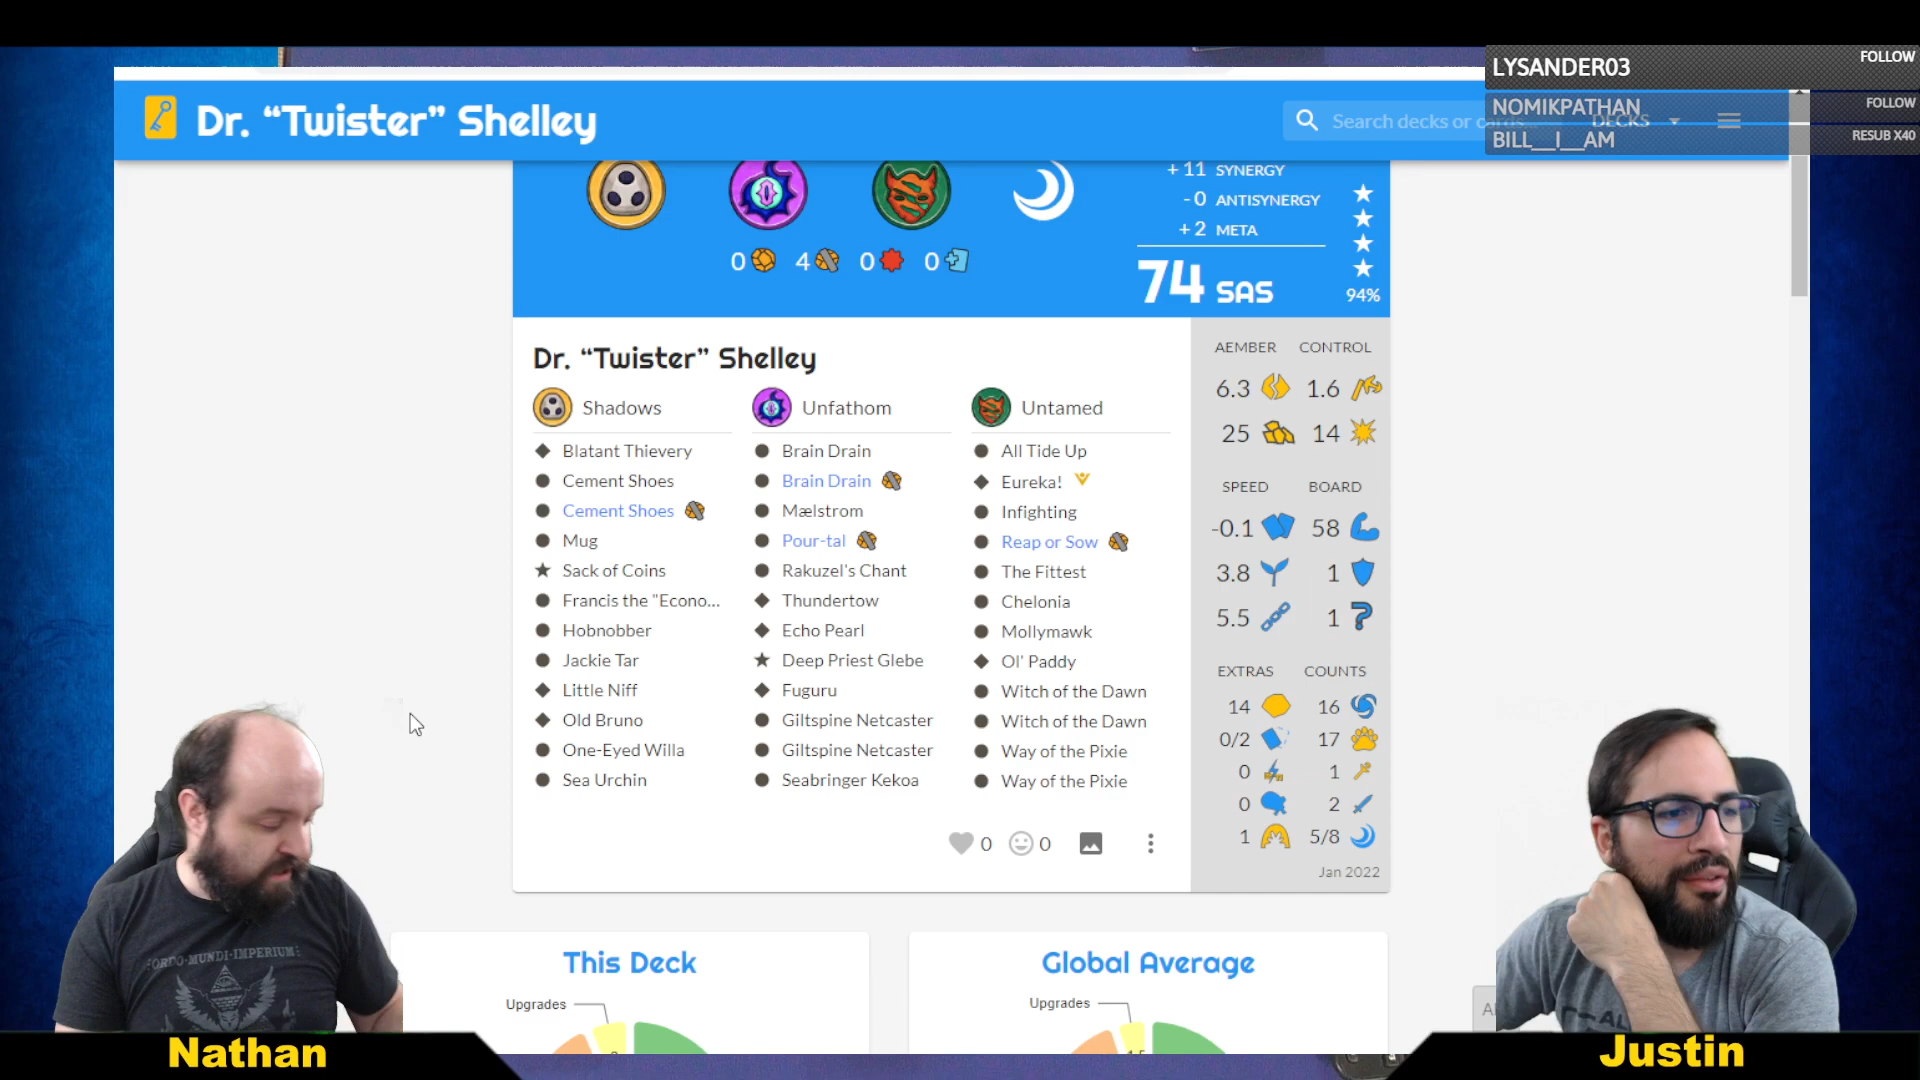 LYSANDER03 FOLLOW
NOMIKPATHAN FOLLOW
BILL__I__AM RESUB X40
Dr. “Twister” Shelley
Search decks or cards...
DECKS
+ 11 SYNERGY
- 0 ANTISYNERGY
+ 2 META
0 4 0 0
74 SAS
94%
Dr. “Twister” Shelley
Shadows
Blatant Thievery
Cement Shoes
Cement Shoes
Mug
Sack of Coins
Francis the "Econo...
Hobnobber
Jackie Tar
Little Niff
Old Bruno
One-Eyed Willa
Sea Urchin
Unfathom
Brain Drain
Brain Drain
Mælstrom
Pour-tal
Rakuzel's Chant
Thundertow
Echo Pearl
Deep Priest Glebe
Fuguru
Giltspine Netcaster
Giltspine Netcaster
Seabringer Kekoa
Untamed
All Tide Up
Eureka!
Infighting
Reap or Sow
The Fittest
Chelonia
Mollymawk
Ol' Paddy
Witch of the Dawn
Witch of the Dawn
Way of the Pixie
Way of the Pixie
0 0
AEMBER CONTROL
6.3 1.6
25 14
SPEED BOARD
-0.1 58
3.8 1
5.5 1
EXTRAS COUNTS
14 16
0/2 17
0 1
0 2
1 5/8
Jan 2022
This Deck
Upgrades
Global Average
Upgrades
ORDO·MUNDI·IMPERIUM
Nathan
Justin